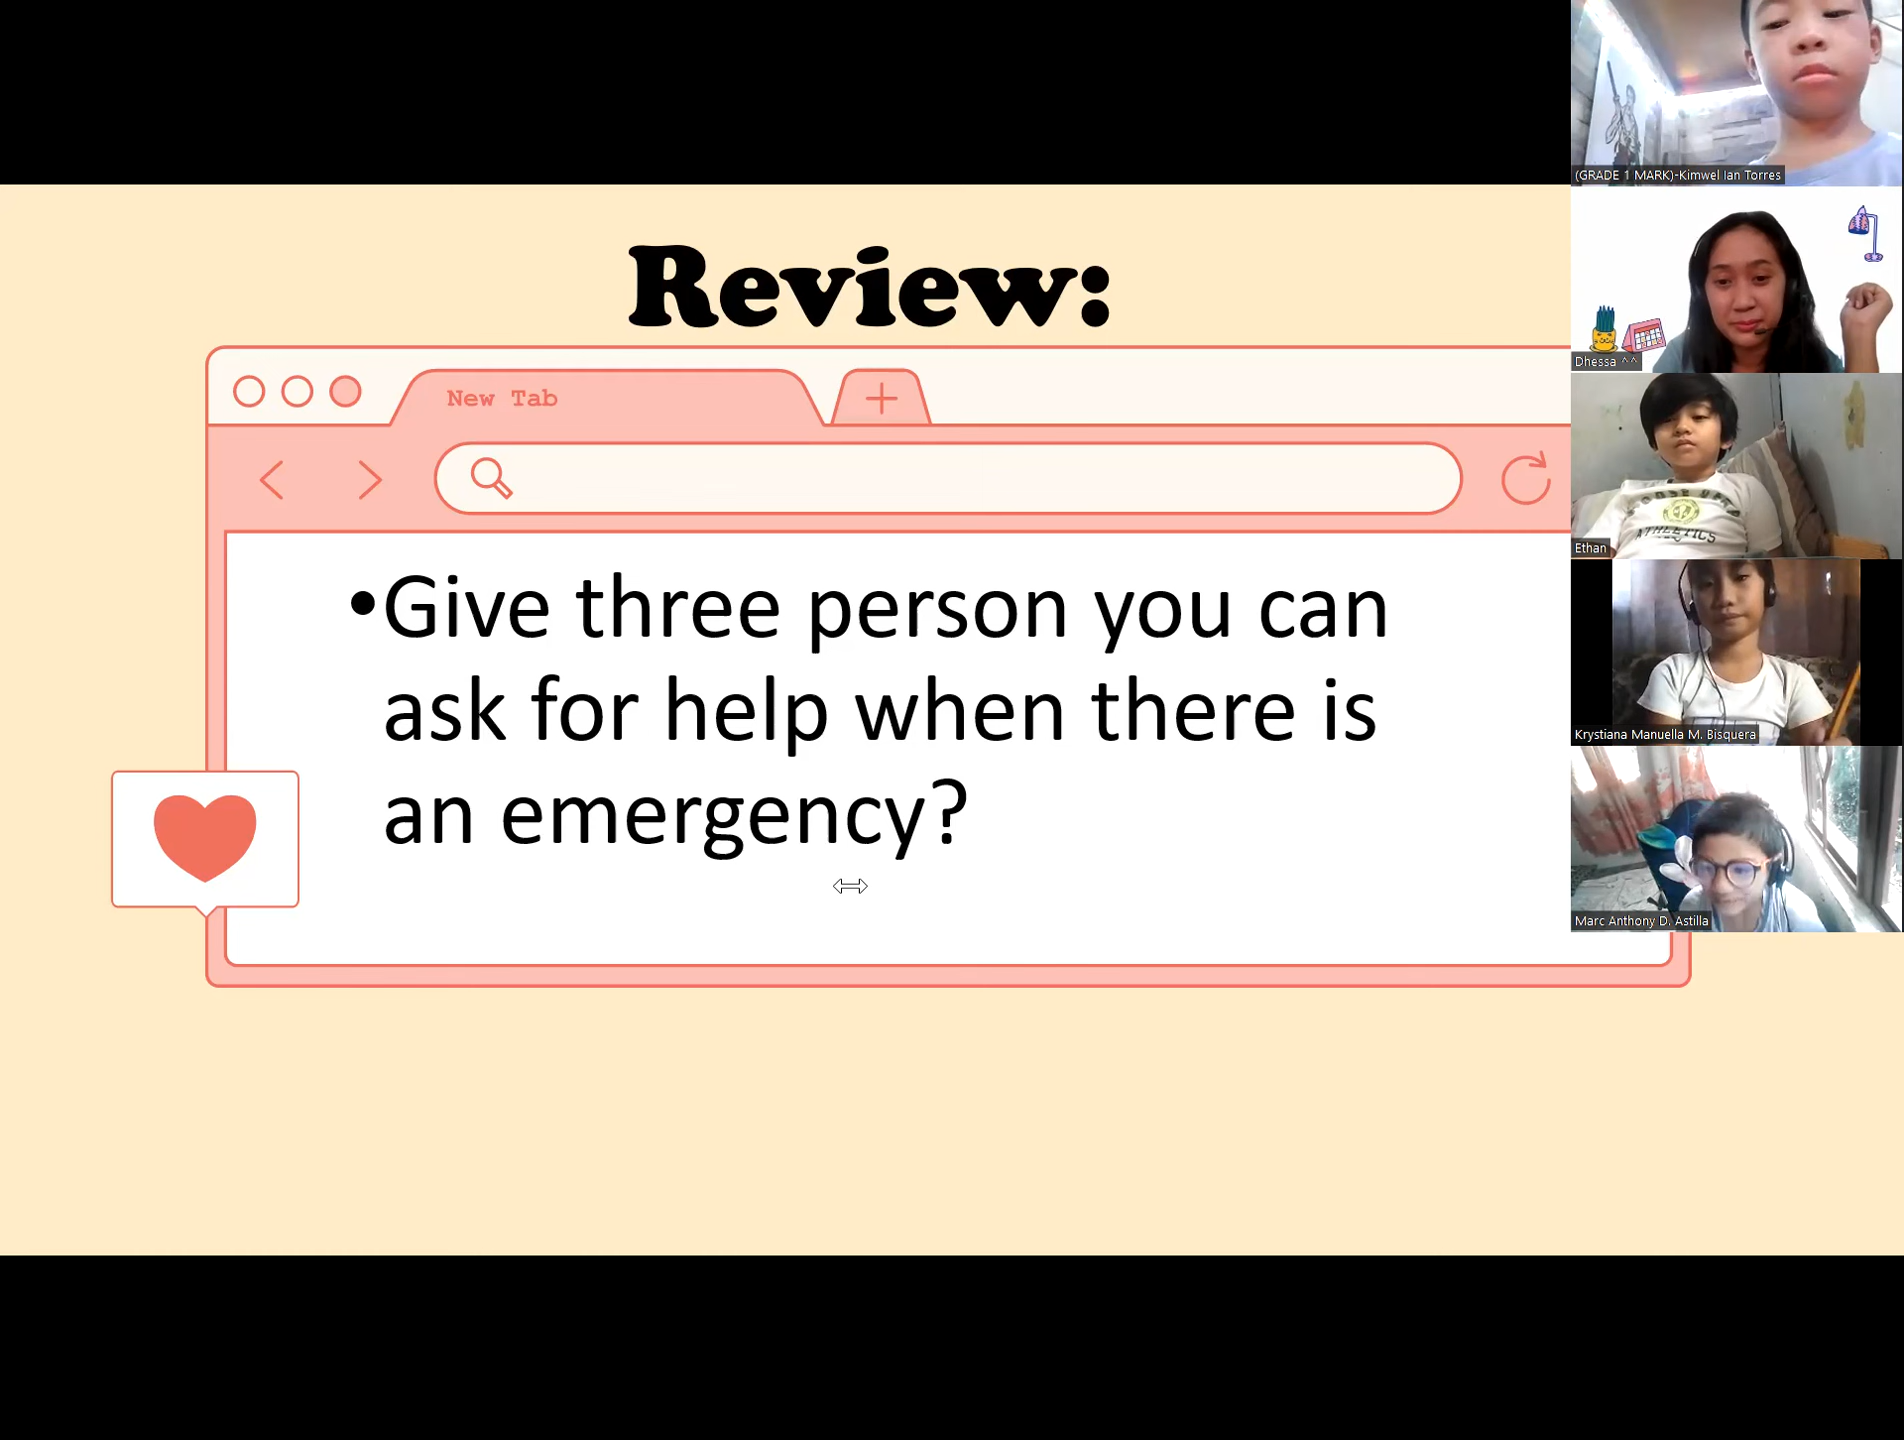 Review:
New Tab
•Give three person you can
ask for help when there is
an emergency?
(GRADE 1 MARK)-Kimwel Ian Torres
Dhessa ^^
Ethan
ATHLETICS
Krystiana Manuella M. Bisquera
Marc Anthony D. Astilla